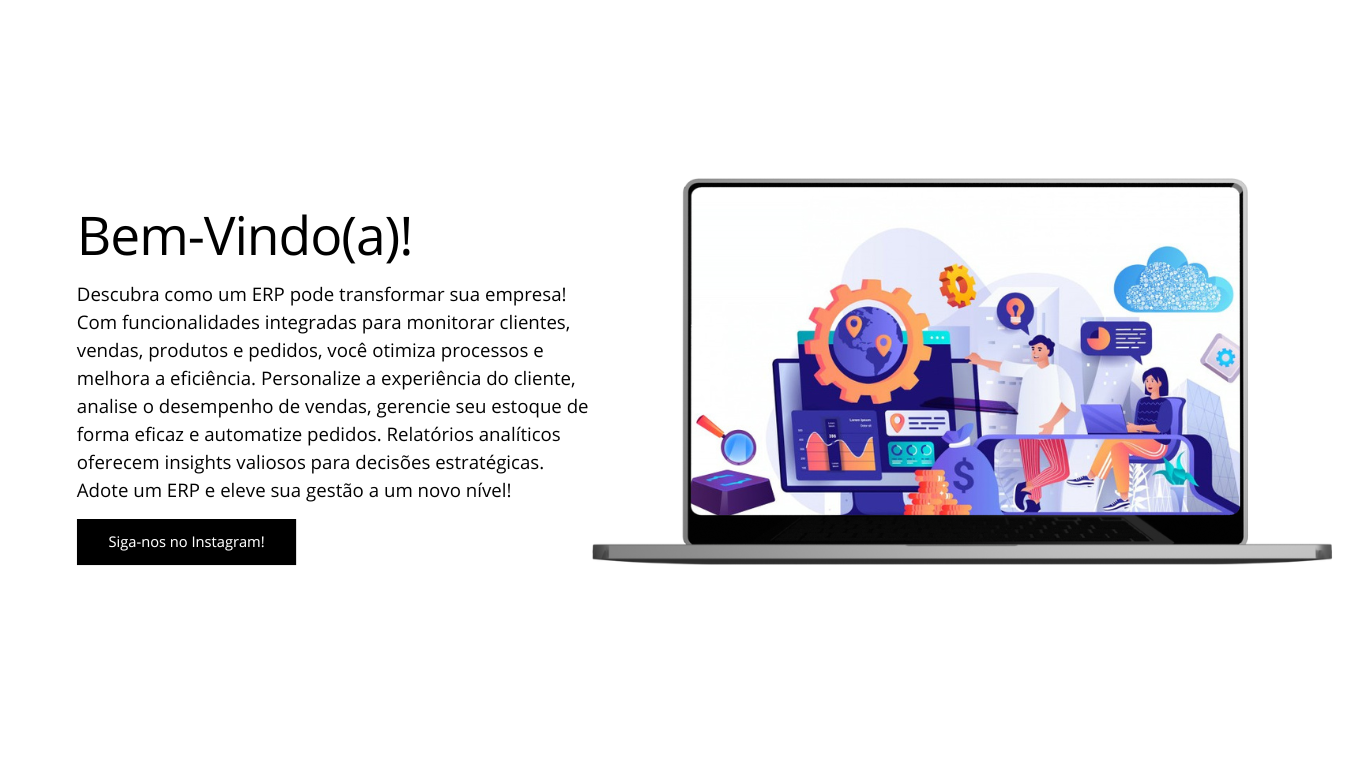 Bem-Vindo(a)!
Descubra como um ERP pode transformar sua empresa!
Com funcionalidades integradas para monitorar clientes,
vendas, produtos e pedidos, você otimiza processos e
melhora a eficiência. Personalize a experiência do cliente,
analise o desempenho de vendas, gerencie seu estoque de
forma eficaz e automatize pedidos. Relatórios analíticos
oferecem insights valiosos para decisões estratégicas.
Adote um ERP e eleve sua gestão a um novo nível!
Siga-nos no Instagram!
$